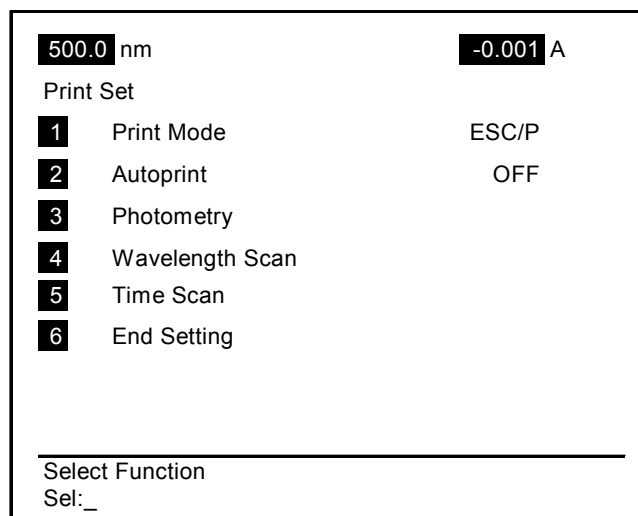 500.0 nm -0.001 A
Print Set
1 Print Mode ESC/P
2 Autoprint OFF
3 Photometry
4 Wavelength Scan
5 Time Scan
6 End Setting
Select Function
Sel:_